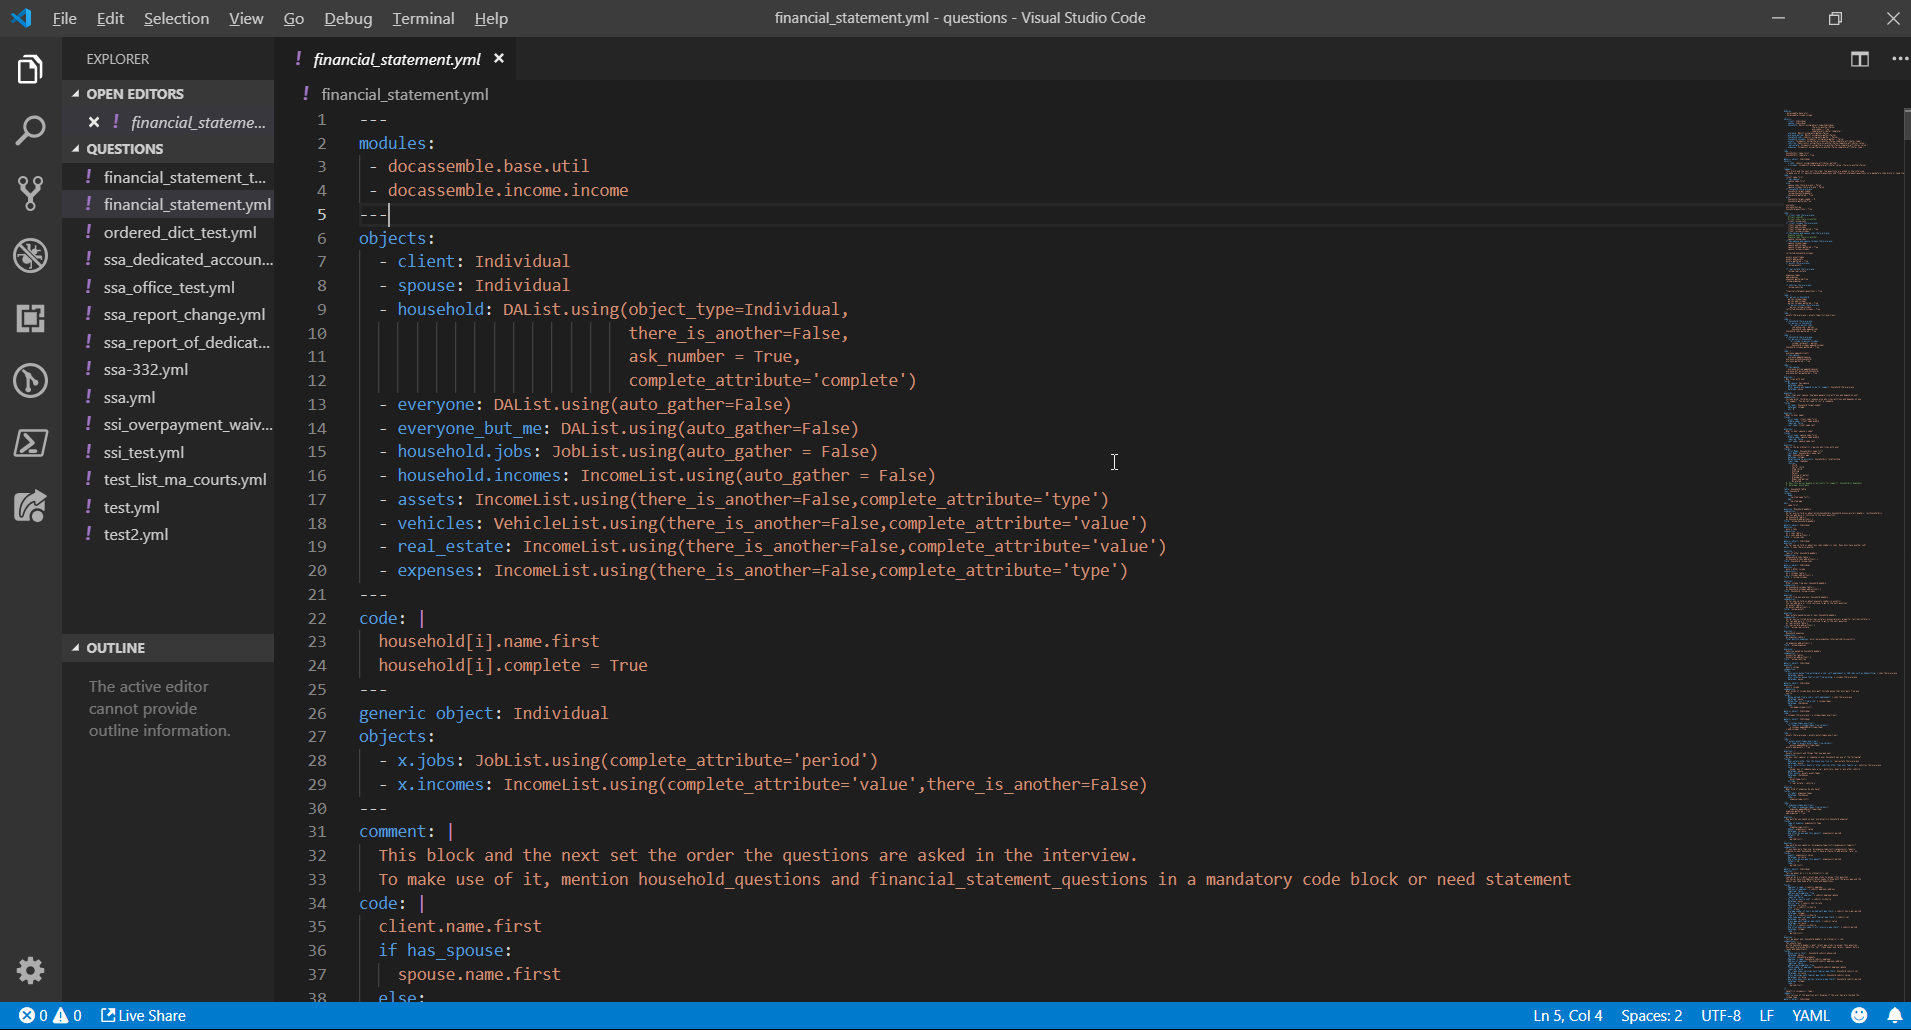 File Edit Selection View Go Debug Terminal Help
financial_statement.yml - questions - Visual Studio Code
EXPLORER
OPEN EDITORS
× ! financial_stateme...
QUESTIONS
! financial_statement_t...
! financial_statement.yml
! ordered_dict_test.yml
! ssa_dedicated_accoun...
! ssa_office_test.yml
! ssa_report_change.yml
! ssa_report_of_dedicat...
! ssa-332.yml
! ssa.yml
! ssi_overpayment_waiv...
! ssi_test.yml
! test_list_ma_courts.yml
! test.yml
! test2.yml
OUTLINE
The active editor
cannot provide
outline information.
! financial_statement.yml ×
! financial_statement.yml
1 ---
2 modules:
3 - docassemble.base.util
4 - docassemble.income.income
5 ---
6 objects:
7 - client: Individual
8 - spouse: Individual
9 - household: DAList.using(object_type=Individual,
10 there_is_another=False,
11 ask_number = True,
12 complete_attribute='complete')
13 - everyone: DAList.using(auto_gather=False)
14 - everyone_but_me: DAList.using(auto_gather=False)
15 - household.jobs: JobList.using(auto_gather = False)
16 - household.incomes: IncomeList.using(auto_gather = False)
17 - assets: IncomeList.using(there_is_another=False,complete_attribute='type')
18 - vehicles: VehicleList.using(there_is_another=False,complete_attribute='value')
19 - real_estate: IncomeList.using(there_is_another=False,complete_attribute='value')
20 - expenses: IncomeList.using(there_is_another=False,complete_attribute='type')
21 ---
22 code: |
23 household[i].name.first
24 household[i].complete = True
25 ---
26 generic object: Individual
27 objects:
28 - x.jobs: JobList.using(complete_attribute='period')
29 - x.incomes: IncomeList.using(complete_attribute='value',there_is_another=False)
30 ---
31 comment: |
32 This block and the next set the order the questions are asked in the interview.
33 To make use of it, mention household_questions and financial_statement_questions in a mandatory code block or need statement
34 code: |
35 client.name.first
36 if has_spouse:
37 spouse.name.first
38 else:
0 0 Live Share
Ln 5, Col 4 Spaces: 2 UTF-8 LF YAML